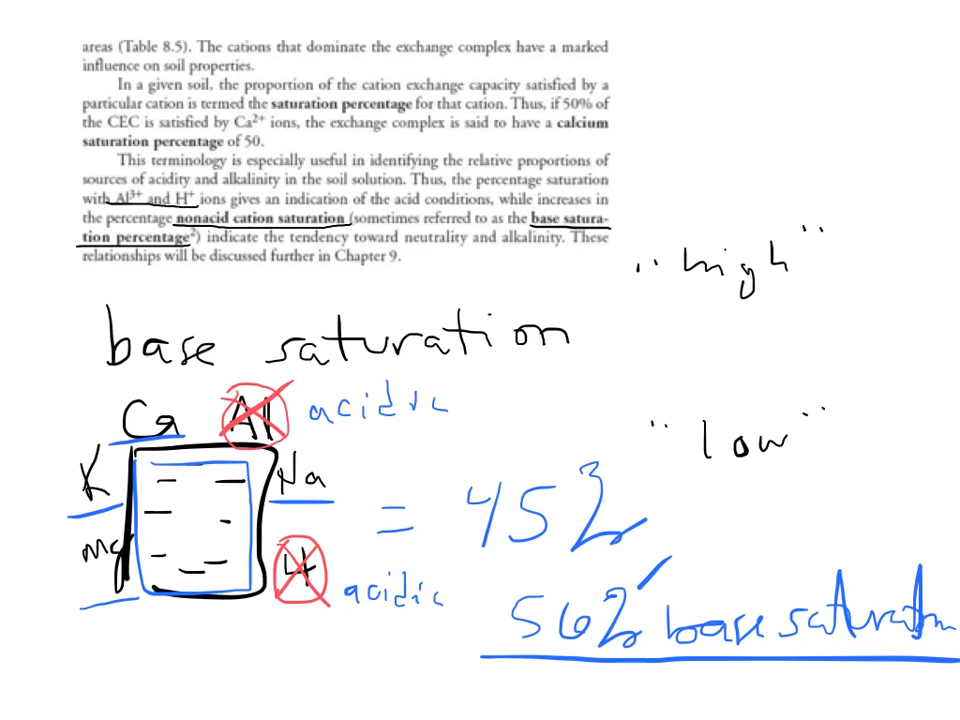 areas (Table 8.5). The cations that dominate the exchange complex have a marked
influence on soil properties.
In a given soil, the proportion of the cation exchange capacity satisfied by a
particular cation is termed the saturation percentage for that cation. Thus, if 50% of
the CEC is satisfied by Ca²⁺ ions, the exchange complex is said to have a calcium
saturation percentage of 50.
This terminology is especially useful in identifying the relative proportions of
sources of acidity and alkalinity in the soil solution. Thus, the percentage saturation
with Al³⁺ and H⁺ ions gives an indication of the acid conditions, while increases in
the percentage nonacid cation saturation (sometimes referred to as the base satura-
tion percentage²) indicate the tendency toward neutrality and alkalinity. These
relationships will be discussed further in Chapter 9.
"high"
base saturation
Ca Al acidic
"low"
K Na
= 45%
Mg H acidic
56% base saturation